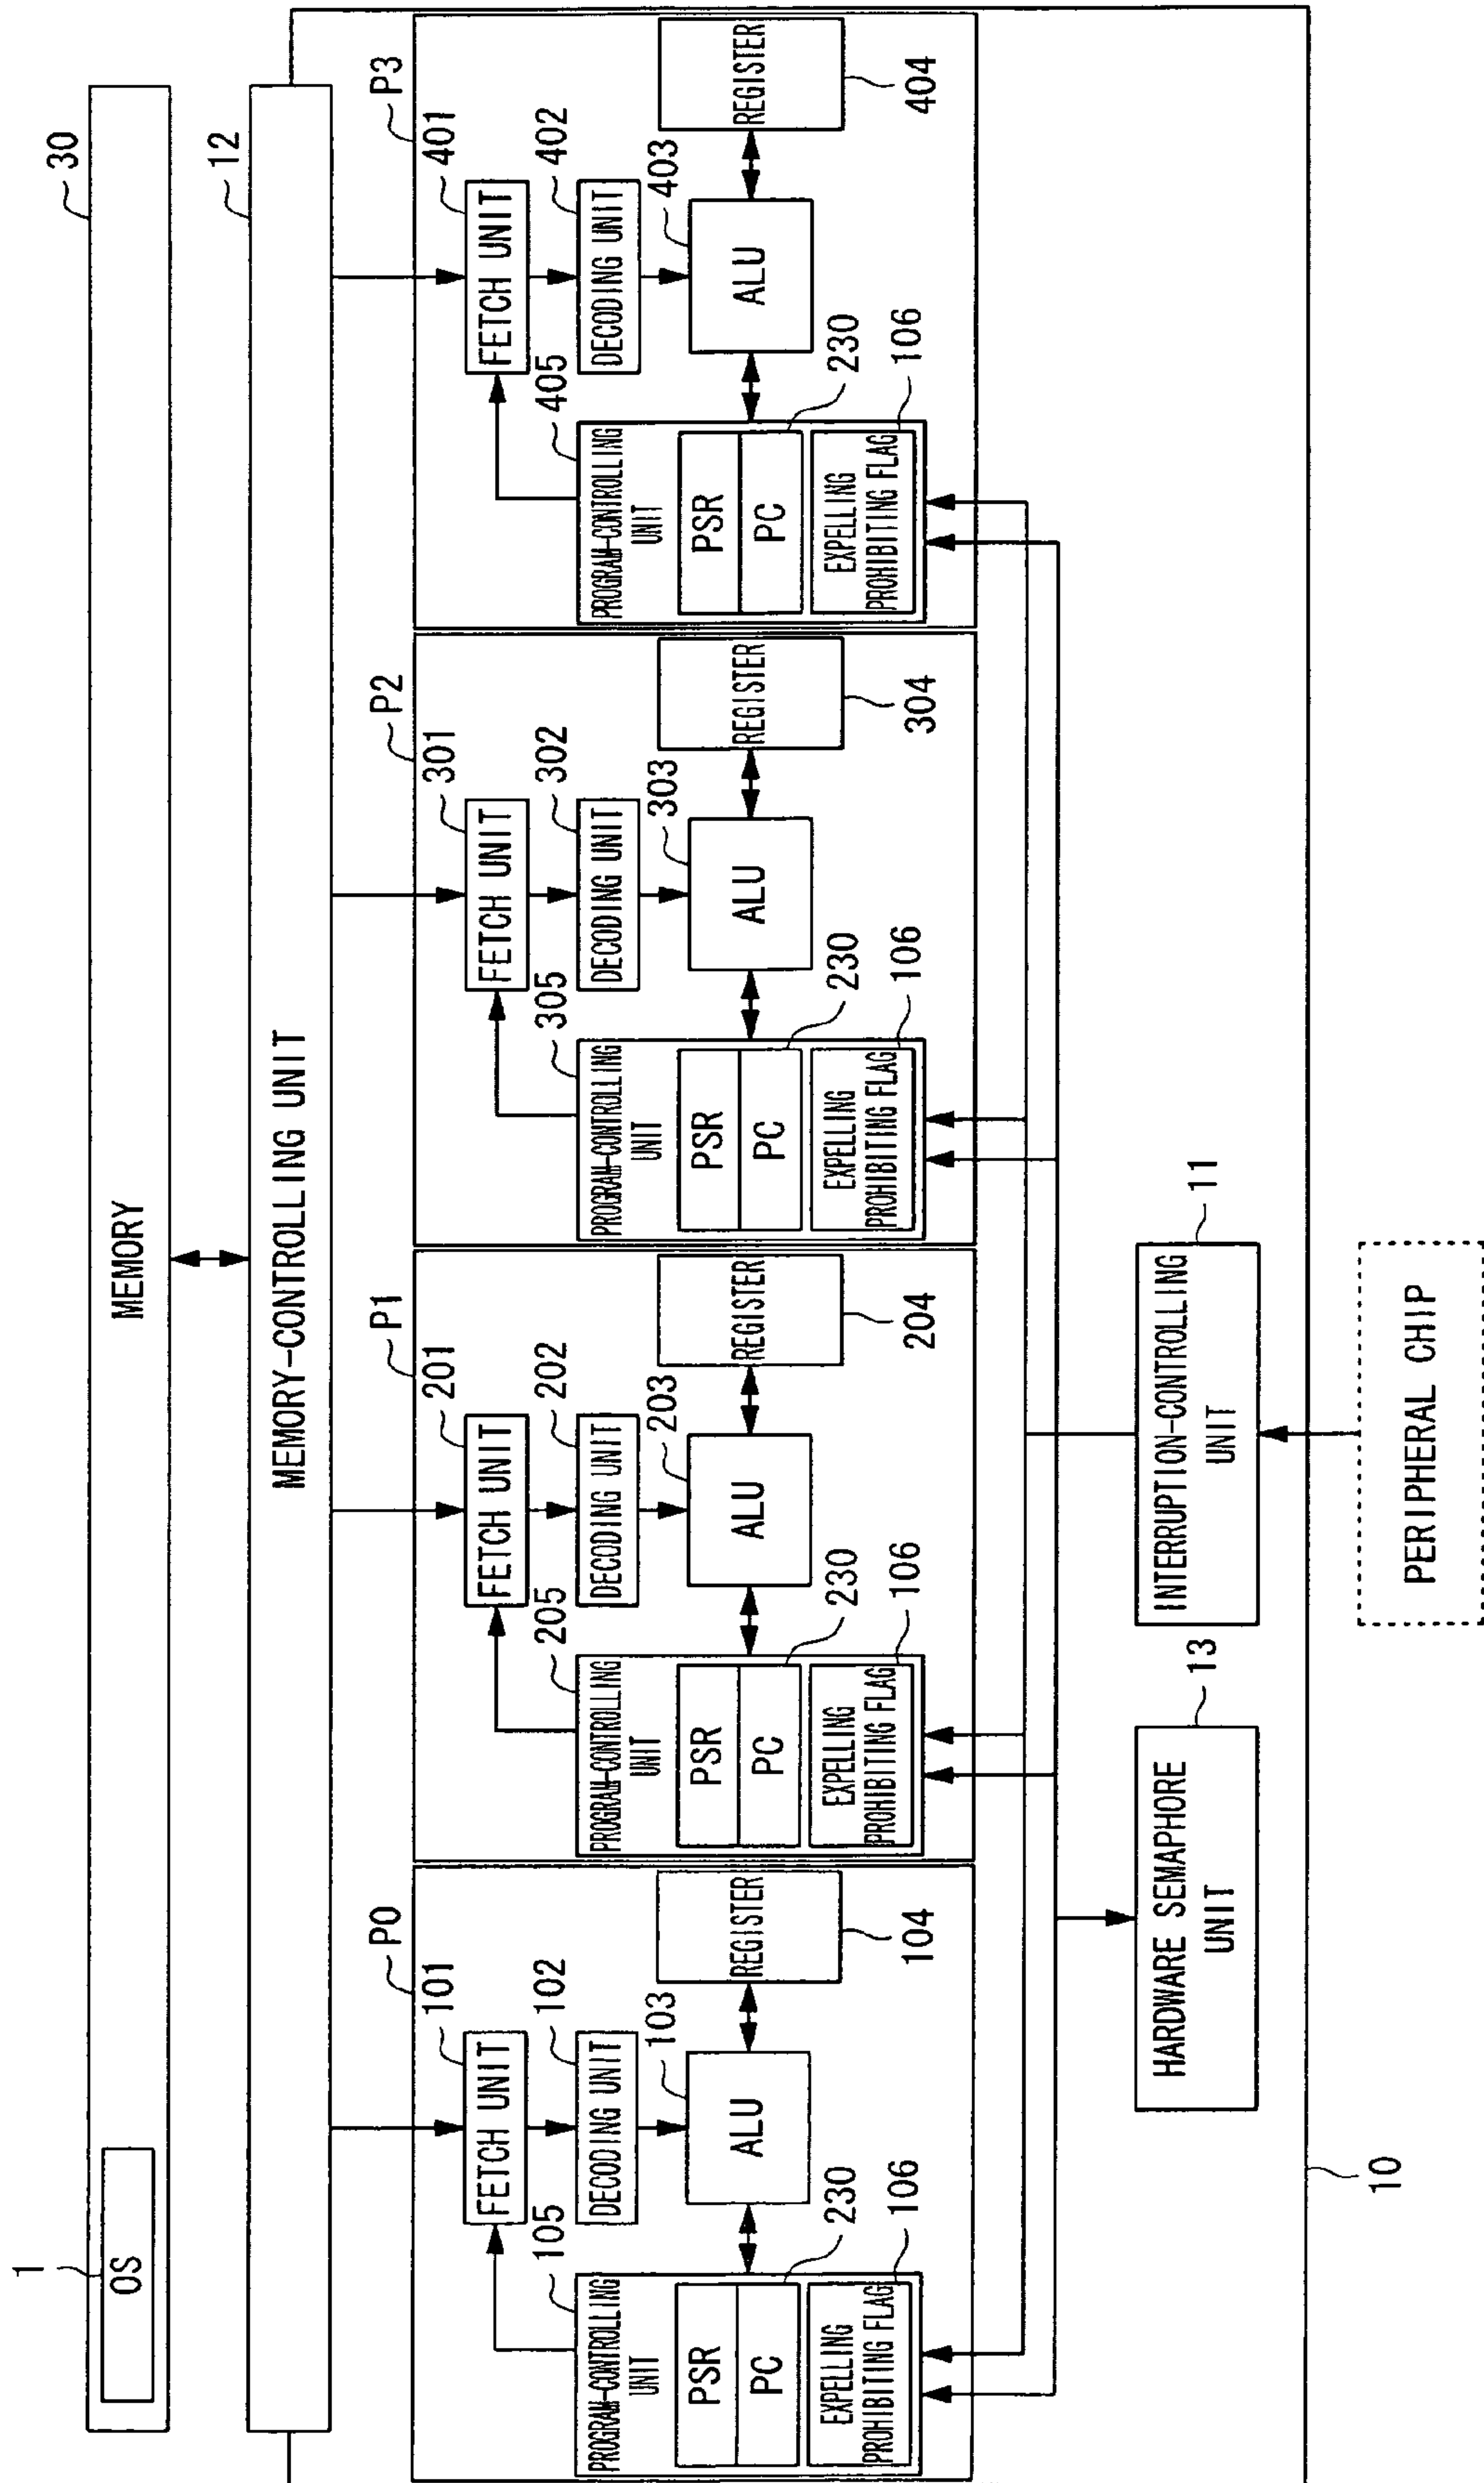 1
OS
MEMORY
30
MEMORY-CONTROLLING UNIT
12
P0
101
FETCH UNIT
102
DECODING UNIT
103
ALU
REGISTER
104
105
PROGRAM-CONTROLLING
UNIT
PSR
PC
230
EXPELLING
PROHIBITING FLAG
106
P1
201
FETCH UNIT
202
DECODING UNIT
203
ALU
REGISTER
204
205
PROGRAM-CONTROLLING
UNIT
PSR
PC
230
EXPELLING
PROHIBITING FLAG
106
P2
301
FETCH UNIT
302
DECODING UNIT
303
ALU
REGISTER
304
305
PROGRAM-CONTROLLING
UNIT
PSR
PC
230
EXPELLING
PROHIBITING FLAG
106
P3
401
FETCH UNIT
402
DECODING UNIT
403
ALU
REGISTER
404
405
PROGRAM-CONTROLLING
UNIT
PSR
PC
230
EXPELLING
PROHIBITING FLAG
106
HARDWARE SEMAPHORE
UNIT
13
INTERRUPTION-CONTROLLING
UNIT
11
10
PERIPHERAL CHIP